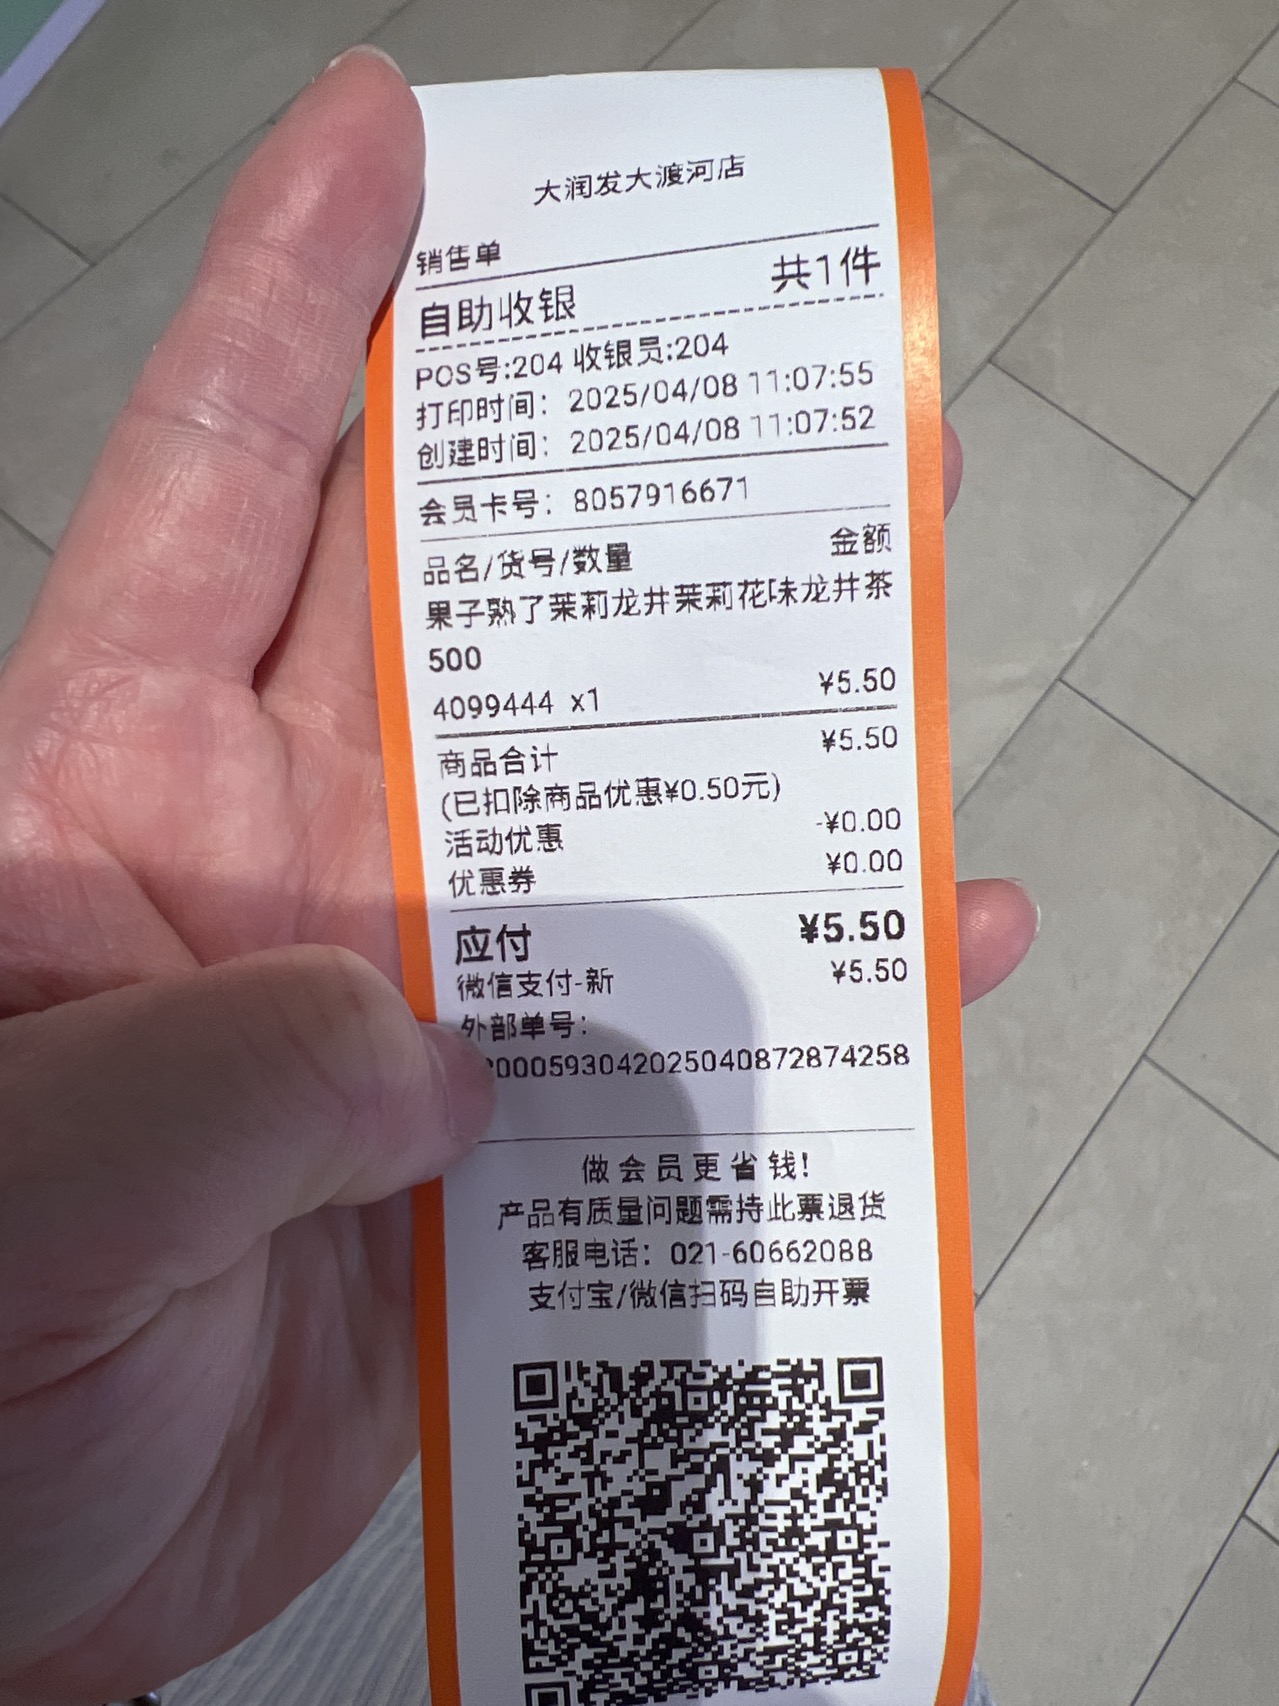 大润发大渡河店
销售单
自助收银 共1件
POS号:204 收银员:204
打印时间：2025/04/08 11:07:55
创建时间：2025/04/08 11:07:52
会员卡号：8057916671
品名/货号/数量 金额
果子熟了茉莉龙井茉莉花味龙井茶
500
4099444 x1 ¥5.50
商品合计 ¥5.50
(已扣除商品优惠¥0.50元)
活动优惠 -¥0.00
优惠券 ¥0.00
应付 ¥5.50
微信支付-新 ¥5.50
外部单号：
000593042025040872874258
做会员更省钱!
产品有质量问题需持此票退货
客服电话：021-60662088
支付宝/微信扫码自助开票